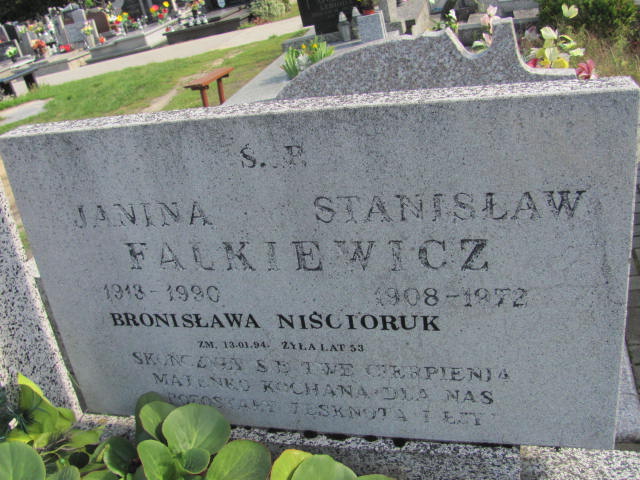 Ś. P.
JANINA STANISŁAW
FALKIEWICZ
1913-1990 1908-1972
BRONISŁAWA NIŚCIORUK
ZM. 13.01.94. ŻYŁA LAT 53
SKOŃCZYŁY SIĘ TWE CIERPIENIA
MATEŃKO KOCHANA DLA NAS
POZOSTAŁY TĘSKNOTA I ŁZY